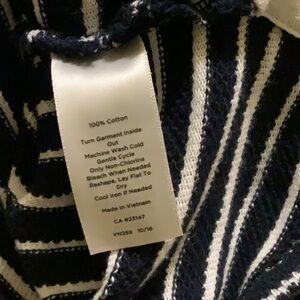 100% Cotton
Turn Garment Inside
Out
Machine Wash Cold
Gentle Cycle
Only Non-Chlorine
Bleach When Needed
Reshape, Lay Flat To
Dry
Cool Iron If Needed
Made in Vietnam
CA #23167
VM355 10/16